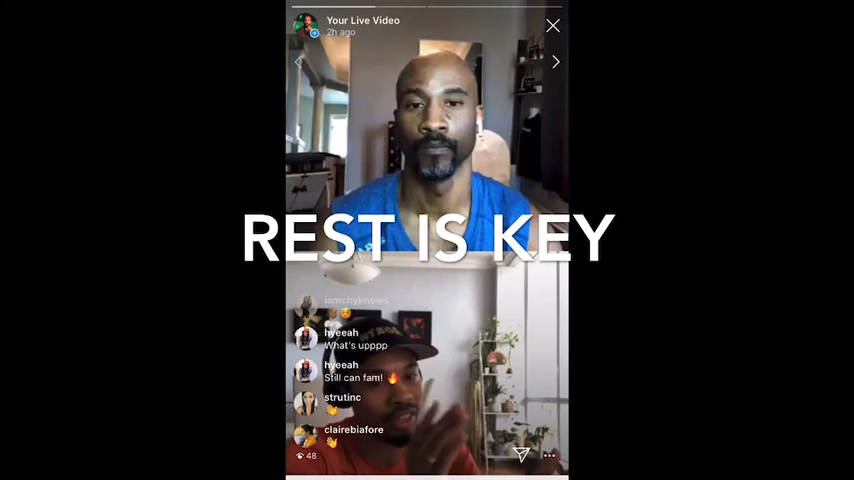 Your Live Video
2h ago
REST IS KEY
iamchyknows
hyeeah
What's upppp
hyeeah
Still can fam! 🔥
strutinc
👋
clairebiafore
👋
48